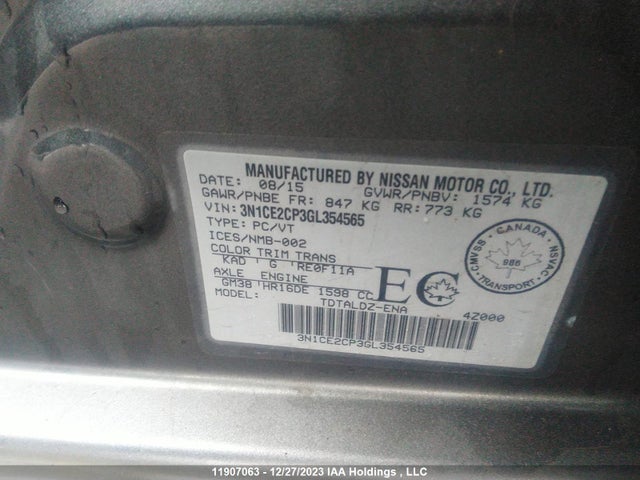 MANUFACTURED BY NISSAN MOTOR CO., LTD.
DATE: 08/15 GVWR/PNBV: 1574 KG
GAWR/PNBE FR: 847 KG RR: 773 KG
VIN: 3N1CE2CP3GL354565
TYPE: PC/VT
ICES/NMB-002
COLOR TRIM TRANS
KAD G RE0F11A
AXLE ENGINE
GM38 HR16DE 1598 CC
MODEL: TDTALDZ-ENA
EC
4Z000
3N1CE2CP3GL354565
CANADA
CMVSS NSVAC
986
TRANSPORT
11907063 - 12/27/2023 IAA Holdings , LLC